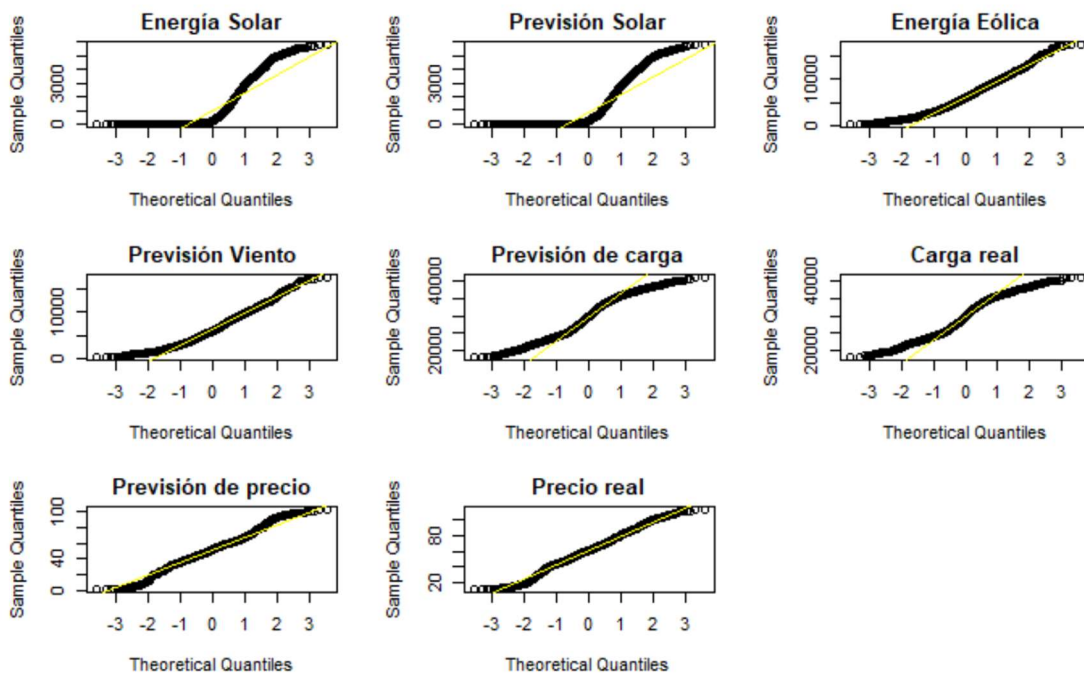 Energía Solar
Sample Quantiles
0 3000
-3 -2 -1 0 1 2 3
Theoretical Quantiles
Previsión Solar
Sample Quantiles
0 3000
-3 -2 -1 0 1 2 3
Theoretical Quantiles
Energía Eólica
Sample Quantiles
0 10000
-3 -2 -1 0 1 2 3
Theoretical Quantiles
Previsión Viento
Sample Quantiles
0 10000
-3 -2 -1 0 1 2 3
Theoretical Quantiles
Previsión de carga
Sample Quantiles
20000 40000
-3 -2 -1 0 1 2 3
Theoretical Quantiles
Carga real
Sample Quantiles
20000 40000
-3 -2 -1 0 1 2 3
Theoretical Quantiles
Previsión de precio
Sample Quantiles
0 40 100
-3 -2 -1 0 1 2 3
Theoretical Quantiles
Precio real
Sample Quantiles
20 80
-3 -2 -1 0 1 2 3
Theoretical Quantiles